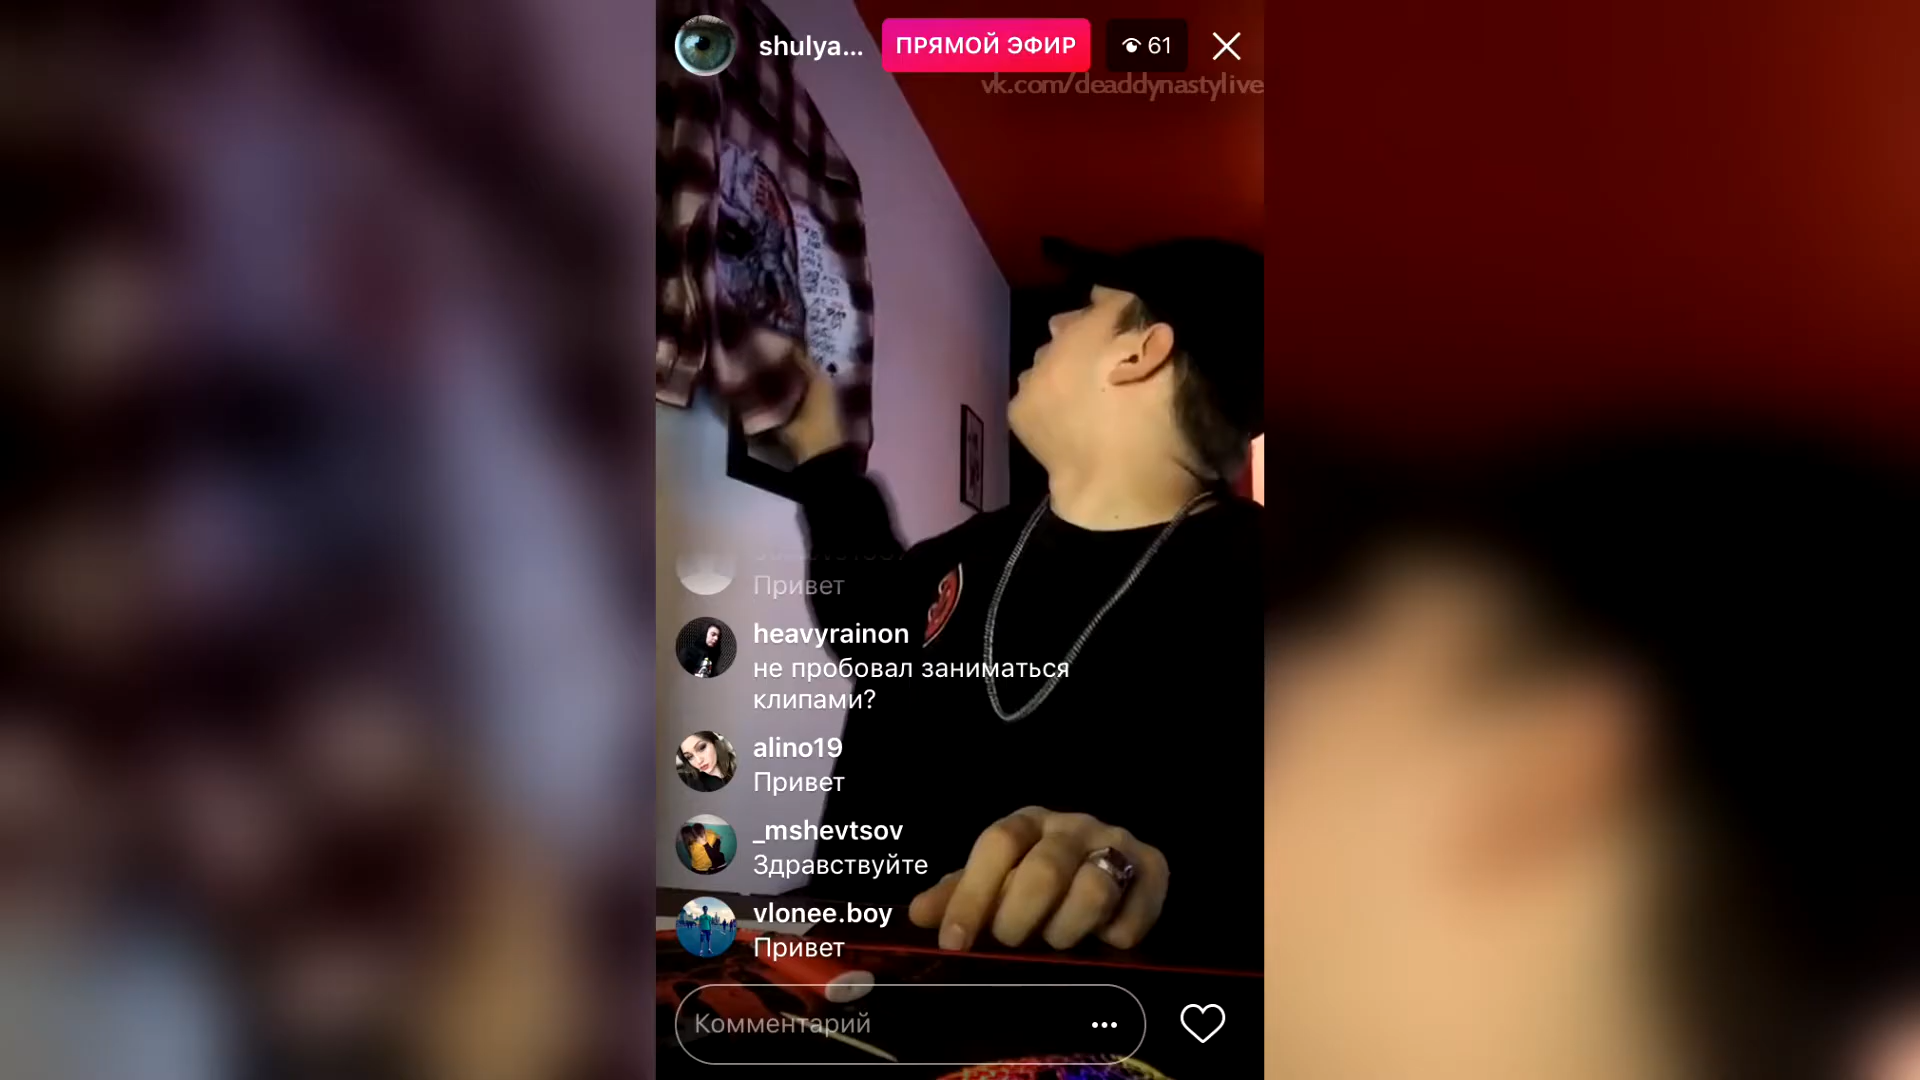 shulya...
ПРЯМОЙ ЭФИР
61
vk.com/deaddynastylive
Привет
heavyrainon
не пробовал заниматься
клипами?
alino19
Привет
_mshevtsov
Здравствуйте
vlonee.boy
Привет
Комментарий